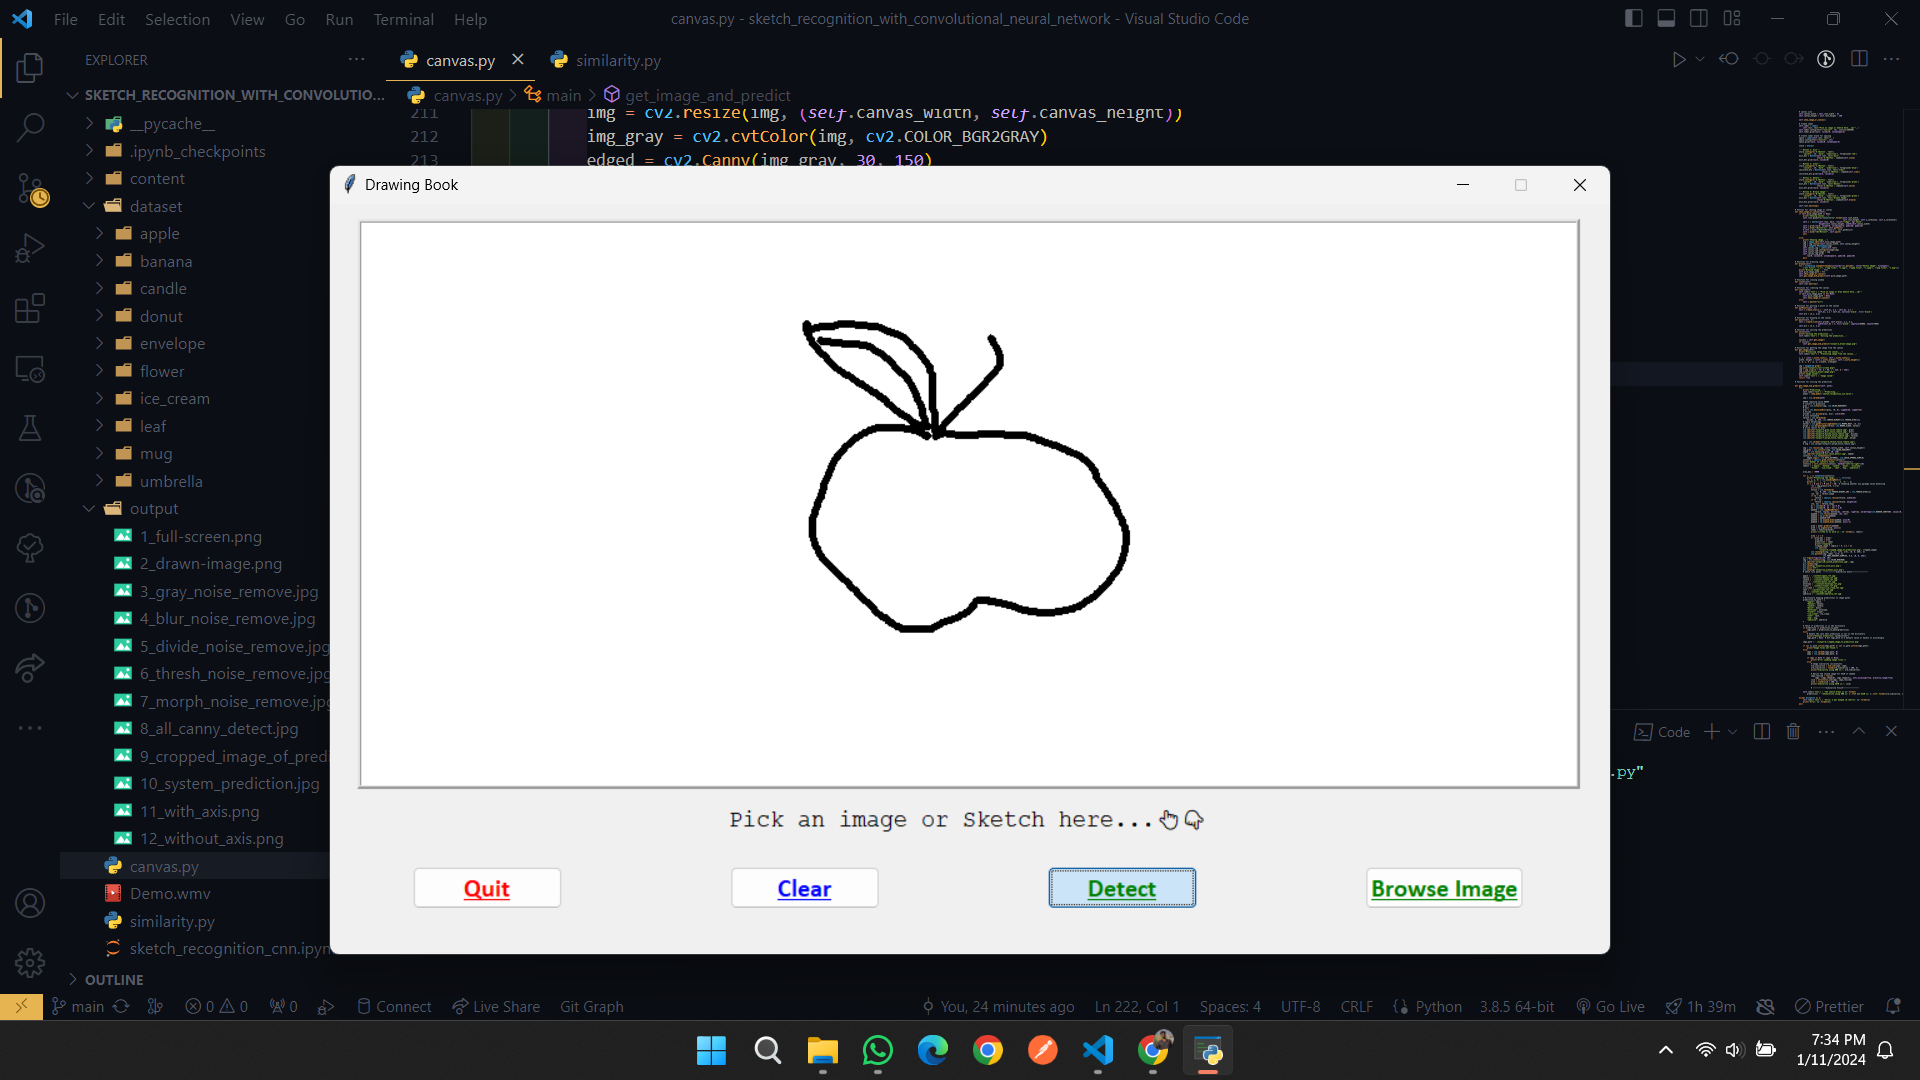 File Edit Selection View Go Run Terminal Help
canvas.py - sketch_recognition_with_convolutional_neural_network - Visual Studio Code
EXPLORER
canvas.py
similarity.py
SKETCH_RECOGNITION_WITH_CONVOLUTIO...
canvas.py > main > get_image_and_predict
211 img = cv2.resize(img, (self.canvas_width, self.canvas_height))
212 img_gray = cv2.cvtColor(img, cv2.COLOR_BGR2GRAY)
213 edged = cv2.Canny(img_gray, 30, 150)
__pycache__
.ipynb_checkpoints
content
dataset
apple
banana
candle
donut
envelope
flower
ice_cream
leaf
mug
umbrella
output
1_full-screen.png
2_drawn-image.png
3_gray_noise_remove.jpg
4_blur_noise_remove.jpg
5_divide_noise_remove.jpg
6_thresh_noise_remove.jpg
7_morph_noise_remove.jpg
8_all_canny_detect.jpg
9_cropped_image_of_predi
10_system_prediction.jpg
11_with_axis.png
12_without_axis.png
canvas.py
Demo.wmv
similarity.py
sketch_recognition_cnn.ipyn
OUTLINE
Drawing Book
Pick an image or Sketch here...👆👇
Quit
Clear
Detect
Browse Image
Code
.py"
main
0
0
0
Connect
Live Share
Git Graph
You, 24 minutes ago
Ln 222, Col 1
Spaces: 4
UTF-8
CRLF
Python
3.8.5 64-bit
Go Live
1h 39m
Prettier
7:34 PM
1/11/2024